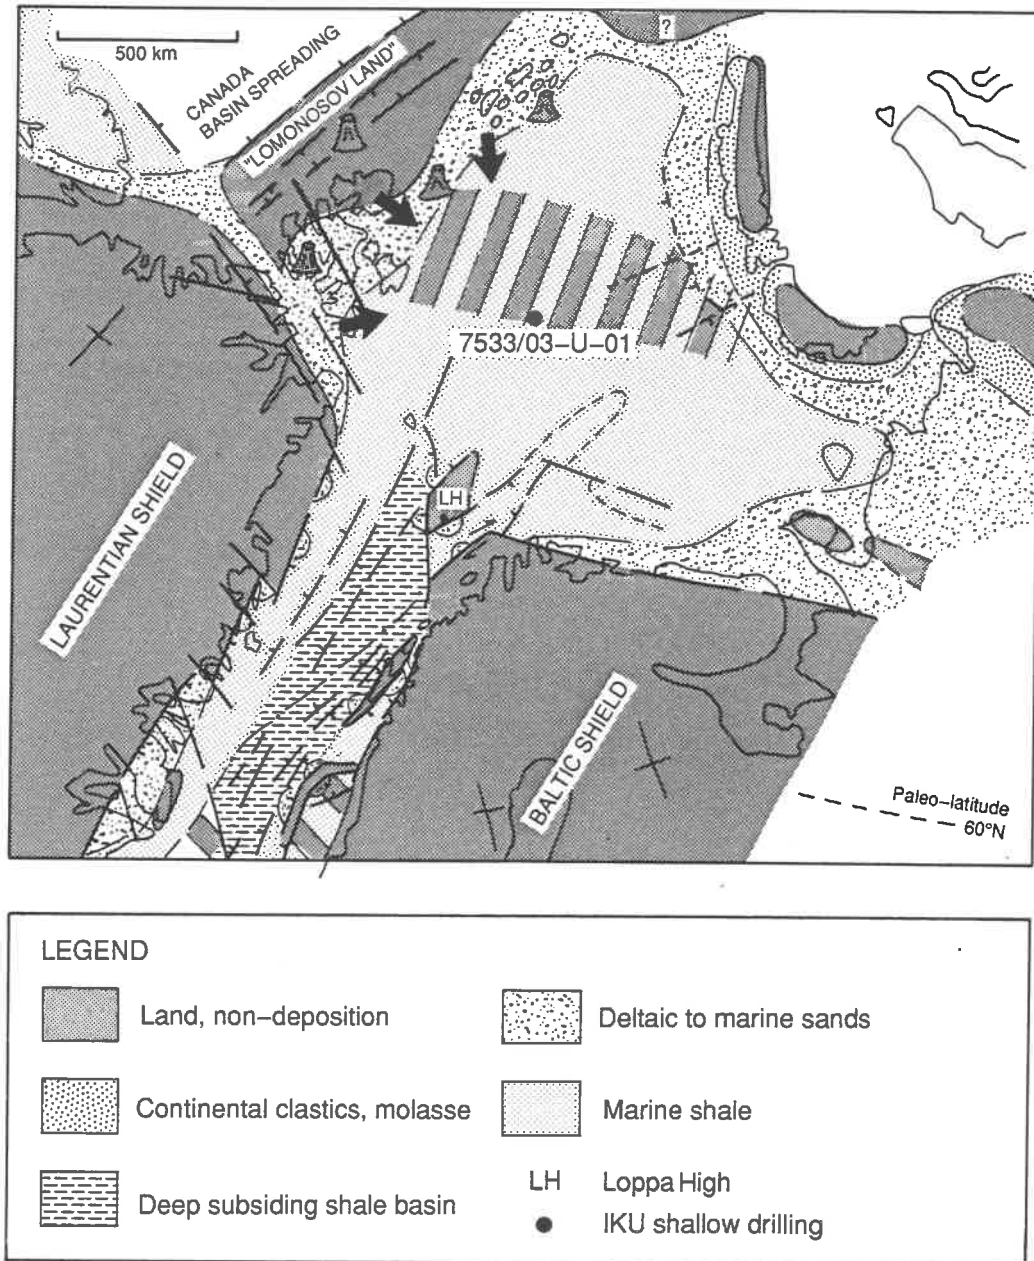 500 km
CANADA
BASIN SPREADING
"LOMONOSOV LAND"
?
7533/03-U-01
LH
LAURENTIAN SHIELD
BALTIC SHIELD
Paleo-latitude
60°N
LEGEND
Land, non-deposition
Deltaic to marine sands
Continental clastics, molasse
Marine shale
Deep subsiding shale basin
LH Loppa High
IKU shallow drilling